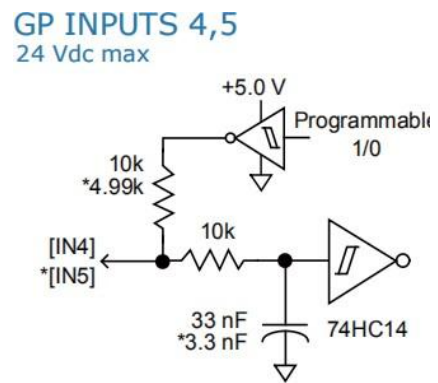 GP INPUTS 4,5
24 Vdc max
+5.0 V
Programmable
1/0
10k
*4.99k
10k
[IN4]
*[IN5]
33 nF
*3.3 nF
74HC14